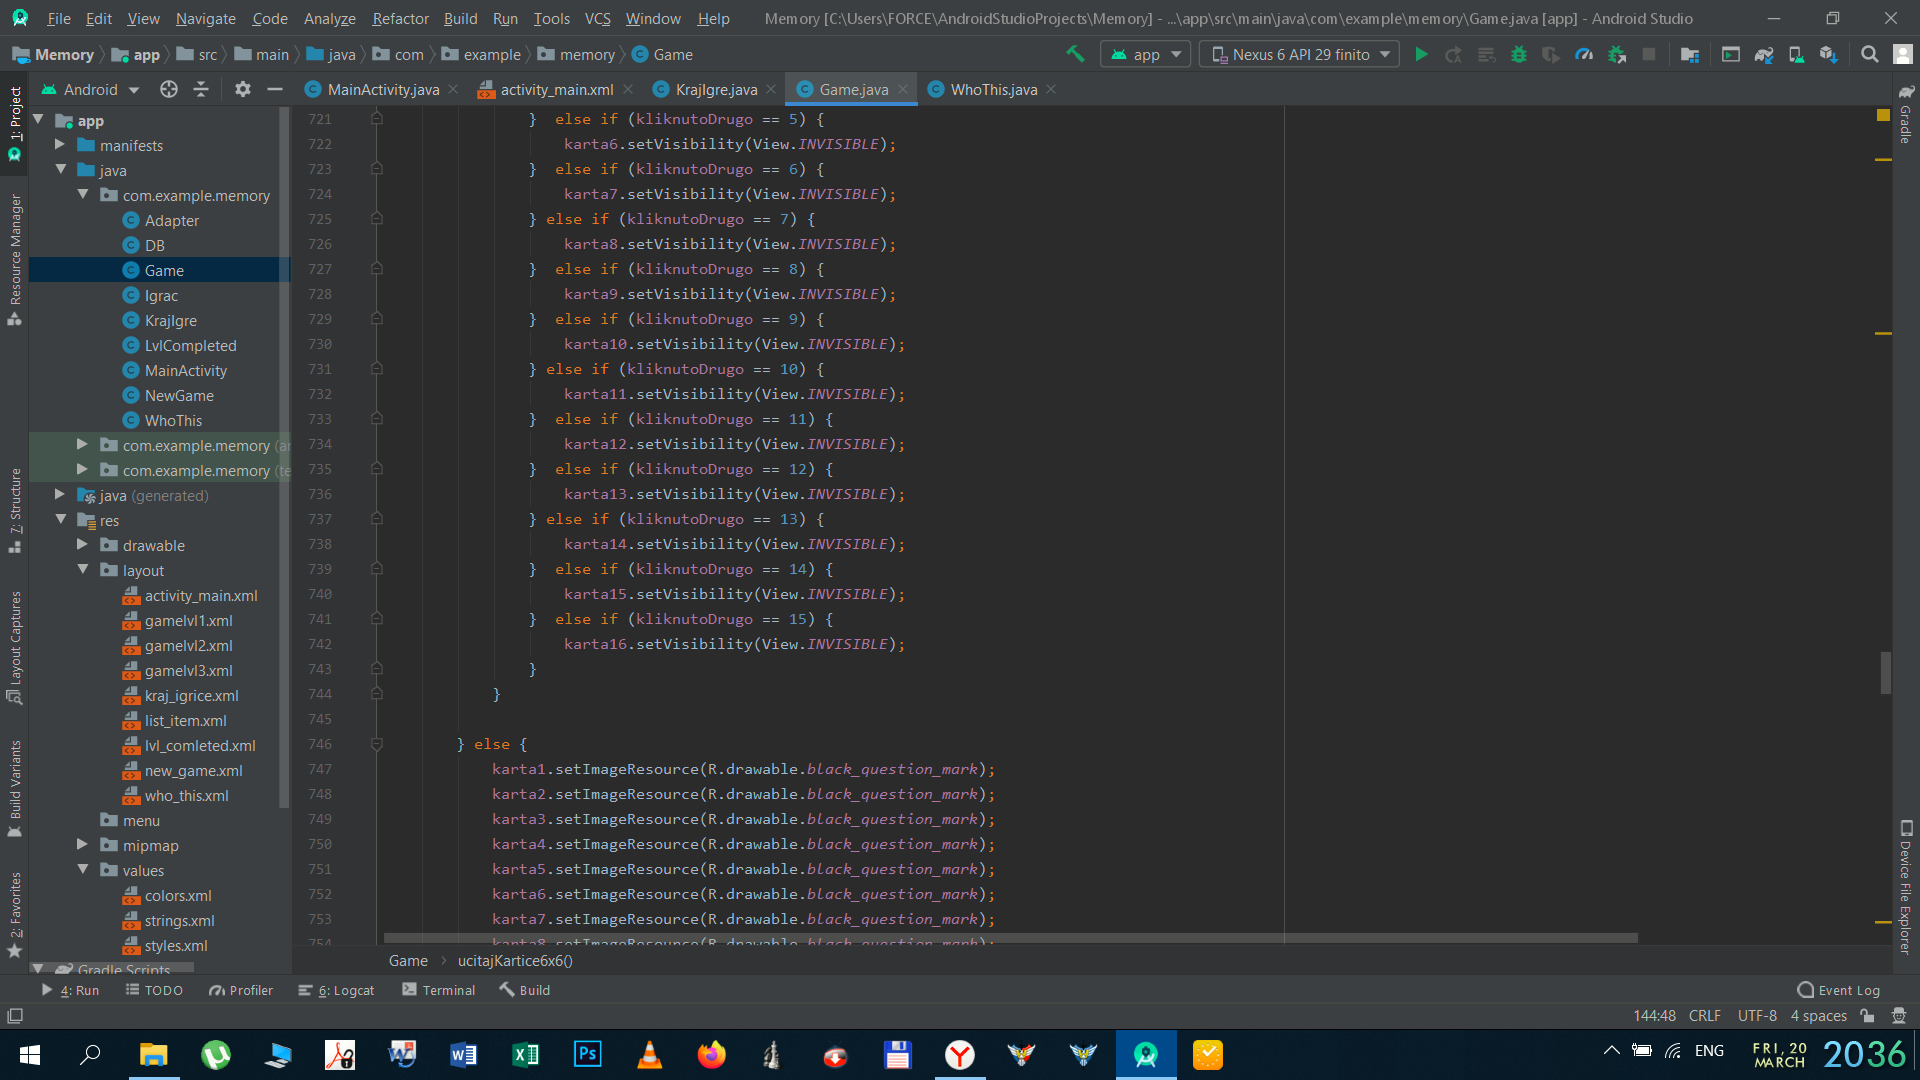 File Edit View Navigate Code Analyze Refactor Build Run Tools VCS Window Help Memory [C:\Users\FORCE\AndroidStudioProjects\Memory] - ...\app\src\main\java\com\example\memory\Game.java [app] - Android Studio
Memory app src main java com example memory Game app Nexus 6 API 29 finito
Android MainActivity.java activity_main.xml KrajIgre.java Game.java WhoThis.java
1: Project
Resource Manager
7: Structure
Layout Captures
Build Variants
2: Favorites
app
manifests
java
com.example.memory
Adapter
DB
Game
Igrac
KrajIgre
LvlCompleted
MainActivity
NewGame
WhoThis
com.example.memory
com.example.memory
java (generated)
res
drawable
layout
activity_main.xml
gamelvl1.xml
gamelvl2.xml
gamelvl3.xml
kraj_igrice.xml
list_item.xml
lvl_comleted.xml
new_game.xml
who_this.xml
menu
mipmap
values
colors.xml
strings.xml
styles.xml
Gradle Scripts
721 } else if (kliknutoDrugo == 5) {
722 karta6.setVisibility(View.INVISIBLE);
723 } else if (kliknutoDrugo == 6) {
724 karta7.setVisibility(View.INVISIBLE);
725 } else if (kliknutoDrugo == 7) {
726 karta8.setVisibility(View.INVISIBLE);
727 } else if (kliknutoDrugo == 8) {
728 karta9.setVisibility(View.INVISIBLE);
729 } else if (kliknutoDrugo == 9) {
730 karta10.setVisibility(View.INVISIBLE);
731 } else if (kliknutoDrugo == 10) {
732 karta11.setVisibility(View.INVISIBLE);
733 } else if (kliknutoDrugo == 11) {
734 karta12.setVisibility(View.INVISIBLE);
735 } else if (kliknutoDrugo == 12) {
736 karta13.setVisibility(View.INVISIBLE);
737 } else if (kliknutoDrugo == 13) {
738 karta14.setVisibility(View.INVISIBLE);
739 } else if (kliknutoDrugo == 14) {
740 karta15.setVisibility(View.INVISIBLE);
741 } else if (kliknutoDrugo == 15) {
742 karta16.setVisibility(View.INVISIBLE);
743 }
744 }
745
746 } else {
747 karta1.setImageResource(R.drawable.black_question_mark);
748 karta2.setImageResource(R.drawable.black_question_mark);
749 karta3.setImageResource(R.drawable.black_question_mark);
750 karta4.setImageResource(R.drawable.black_question_mark);
751 karta5.setImageResource(R.drawable.black_question_mark);
752 karta6.setImageResource(R.drawable.black_question_mark);
753 karta7.setImageResource(R.drawable.black_question_mark);
754 karta8.setImageResource(R.drawable.black_question_mark);
Gradle
Device File Explorer
Game ucitajKartice6x6()
4: Run TODO Profiler 6: Logcat Terminal Build Event Log
144:48 CRLF UTF-8 4 spaces
ENG FRI, 20 MARCH 2036